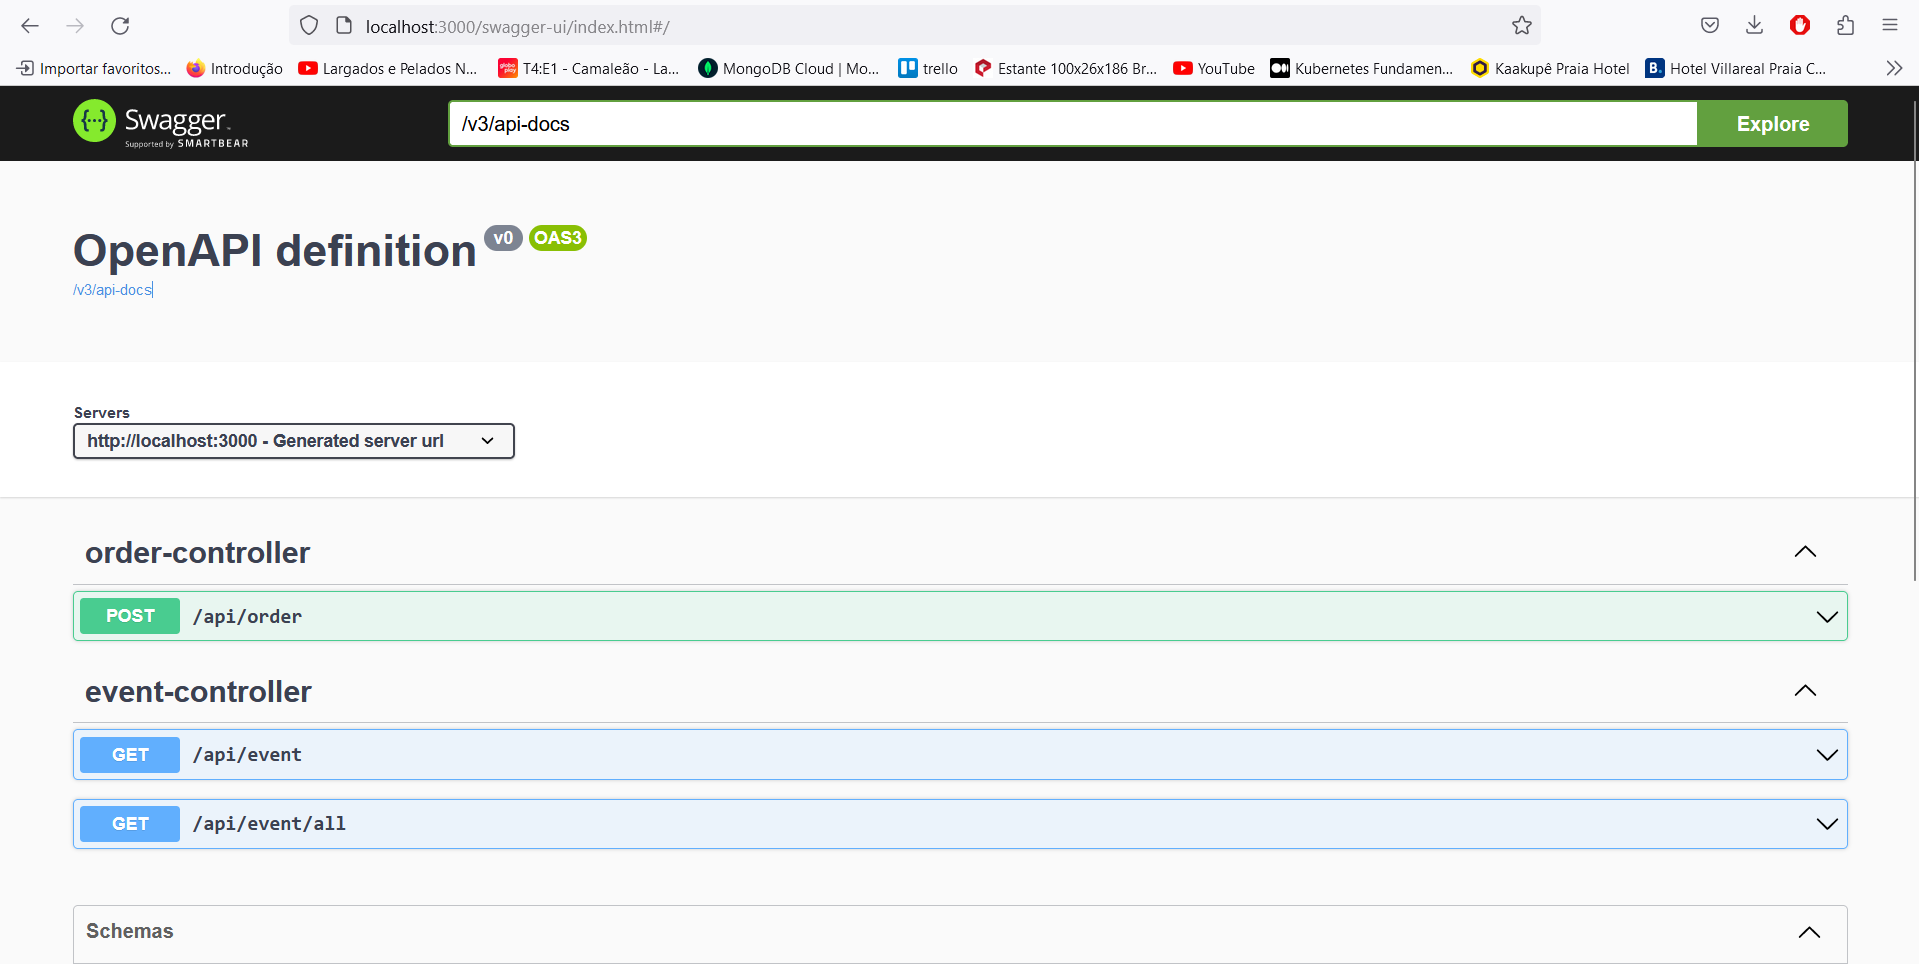 localhost:3000/swagger-ui/index.html#/
Importar favoritos... Introdução Largados e Pelados N... T4:E1 - Camaleão - La... MongoDB Cloud | Mo... trello Estante 100x26x186 Br... YouTube Kubernetes Fundamen... Kaakupê Praia Hotel B. Hotel Villareal Praia C...
Swagger
Supported by SMARTBEAR
/v3/api-docs
Explore
OpenAPI definition v0 OAS3
/v3/api-docs
Servers
http://localhost:3000 - Generated server url
order-controller
POST /api/order
event-controller
GET /api/event
GET /api/event/all
Schemas